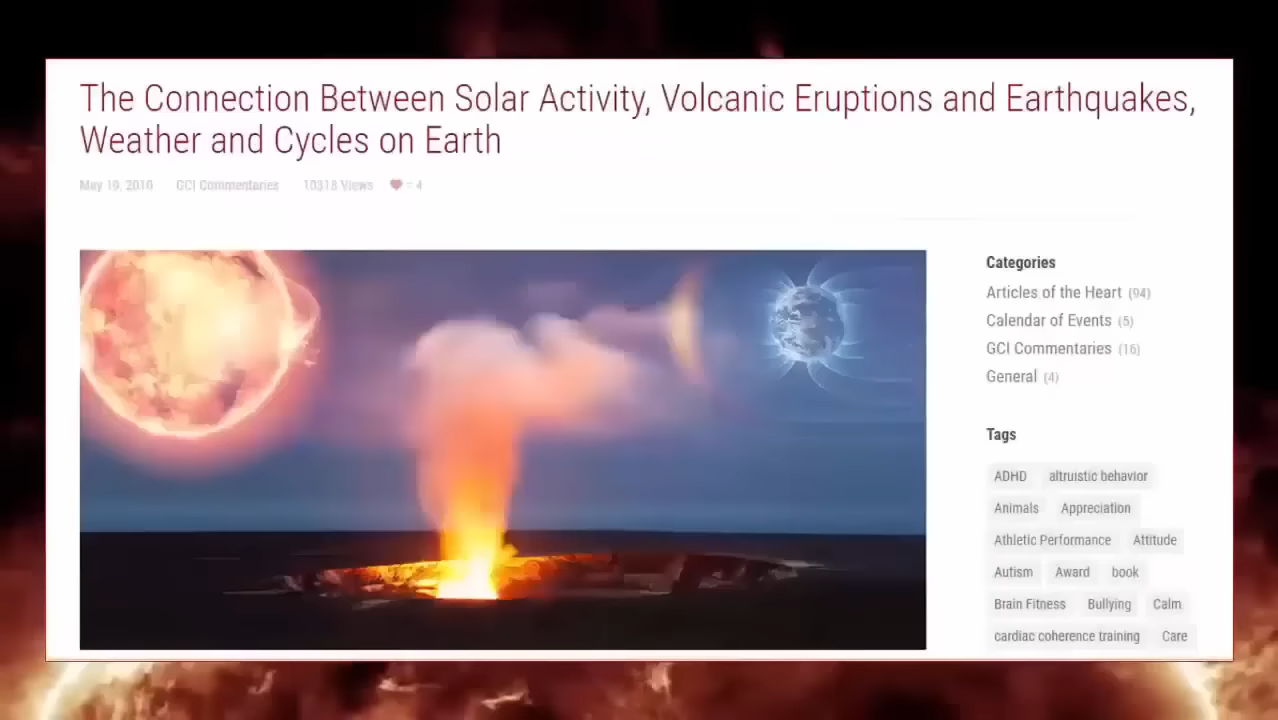 The Connection Between Solar Activity, Volcanic Eruptions and Earthquakes,
Weather and Cycles on Earth
May 19, 2010 GCI Commentaries 10318 Views = 4
Categories
Articles of the Heart (94)
Calendar of Events (5)
GCI Commentaries (16)
General (4)
Tags
ADHD altruistic behavior
Animals Appreciation
Athletic Performance Attitude
Autism Award book
Brain Fitness Bullying Calm
cardiac coherence training Care